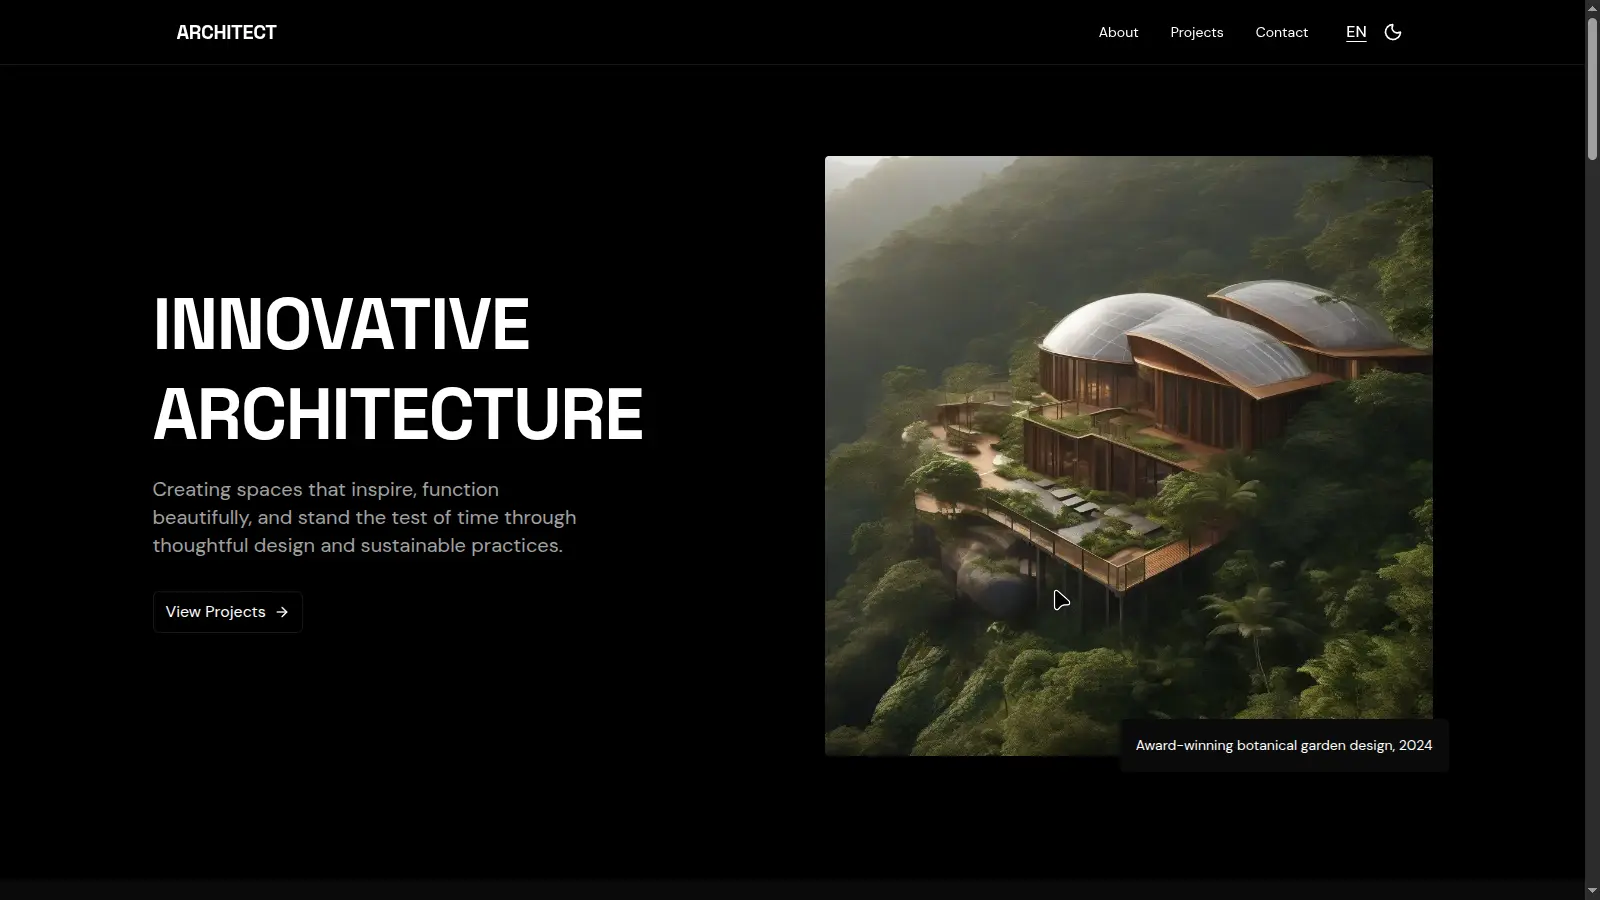 ARCHITECT
About
Projects
Contact
EN
INNOVATIVE
ARCHITECTURE
Creating spaces that inspire, function
beautifully, and stand the test of time through
thoughtful design and sustainable practices.
View Projects →
Award-winning botanical garden design, 2024